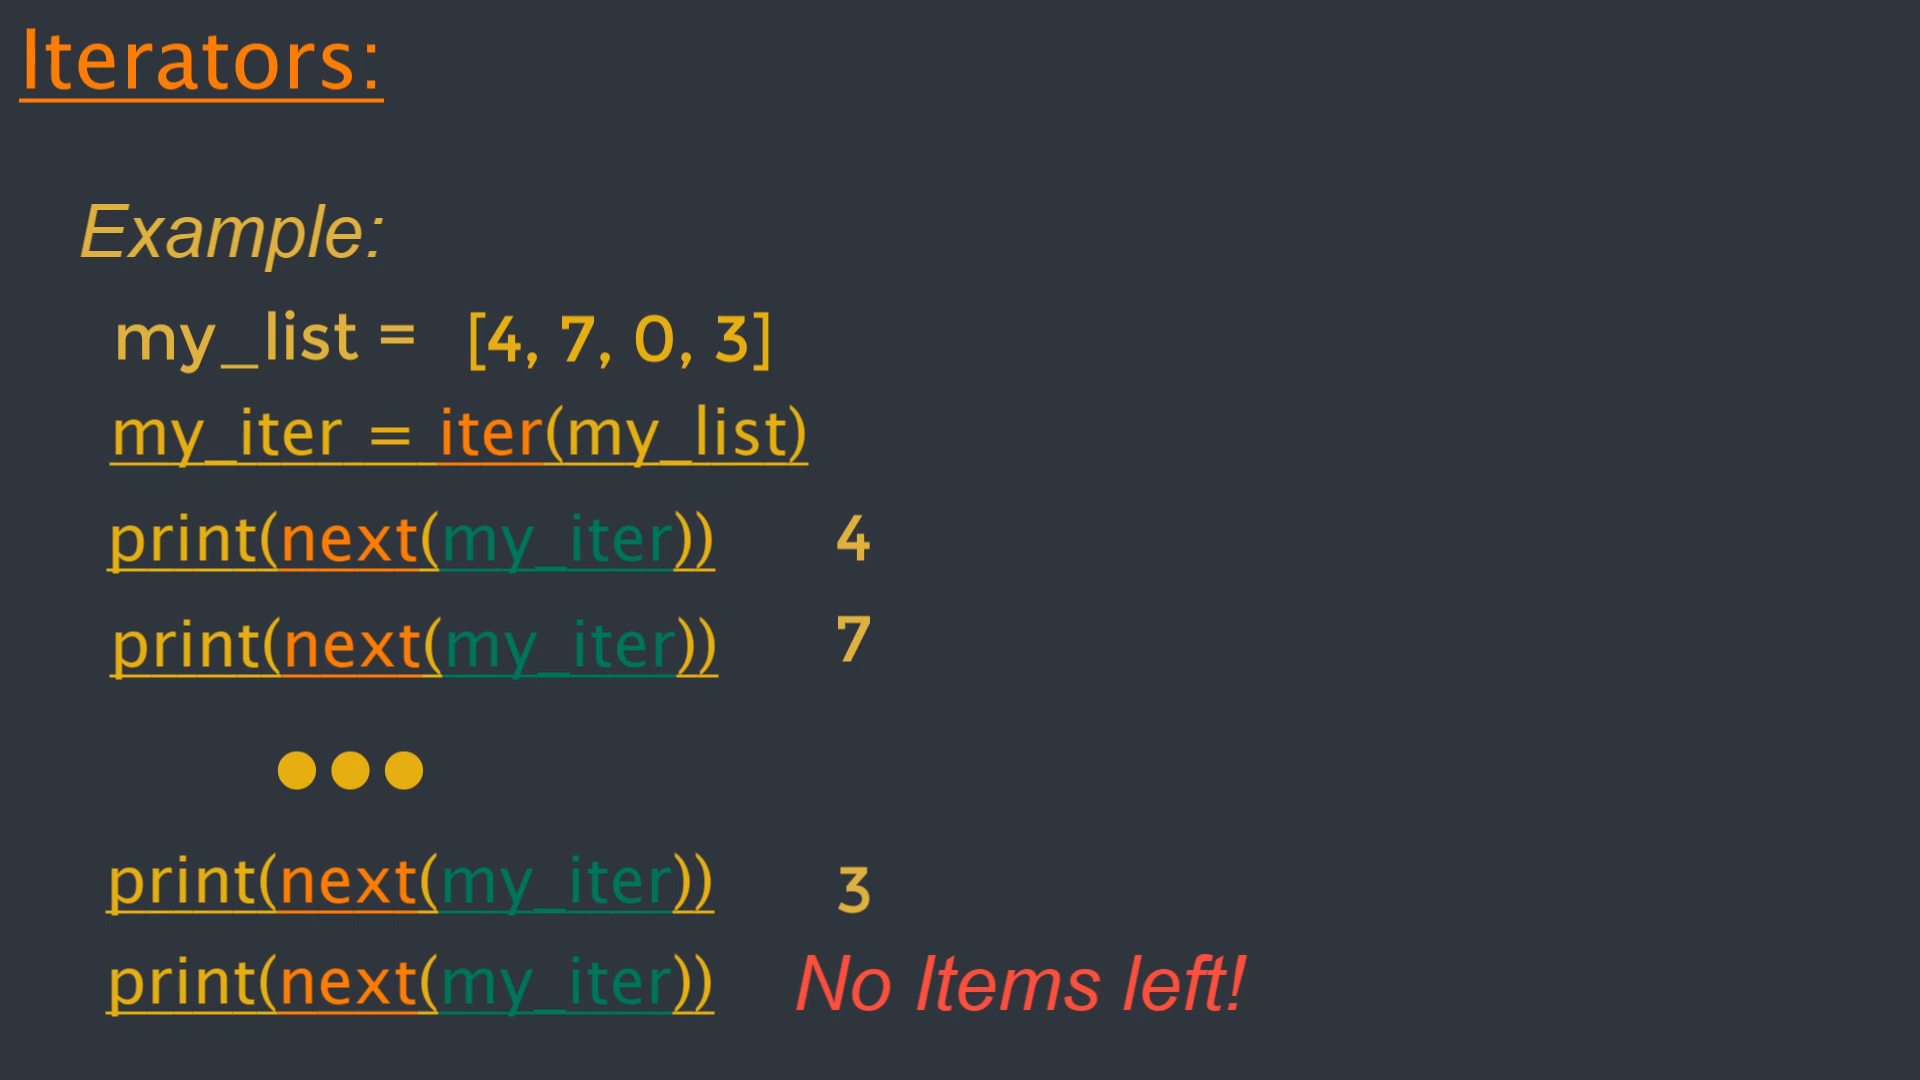 Iterators:
Example:
my_list = [4, 7, 0, 3]
my_iter = iter(my_list)
print(next(my_iter)) 4
print(next(my_iter)) 7
•••
print(next(my_iter)) 3
print(next(my_iter)) No Items left!